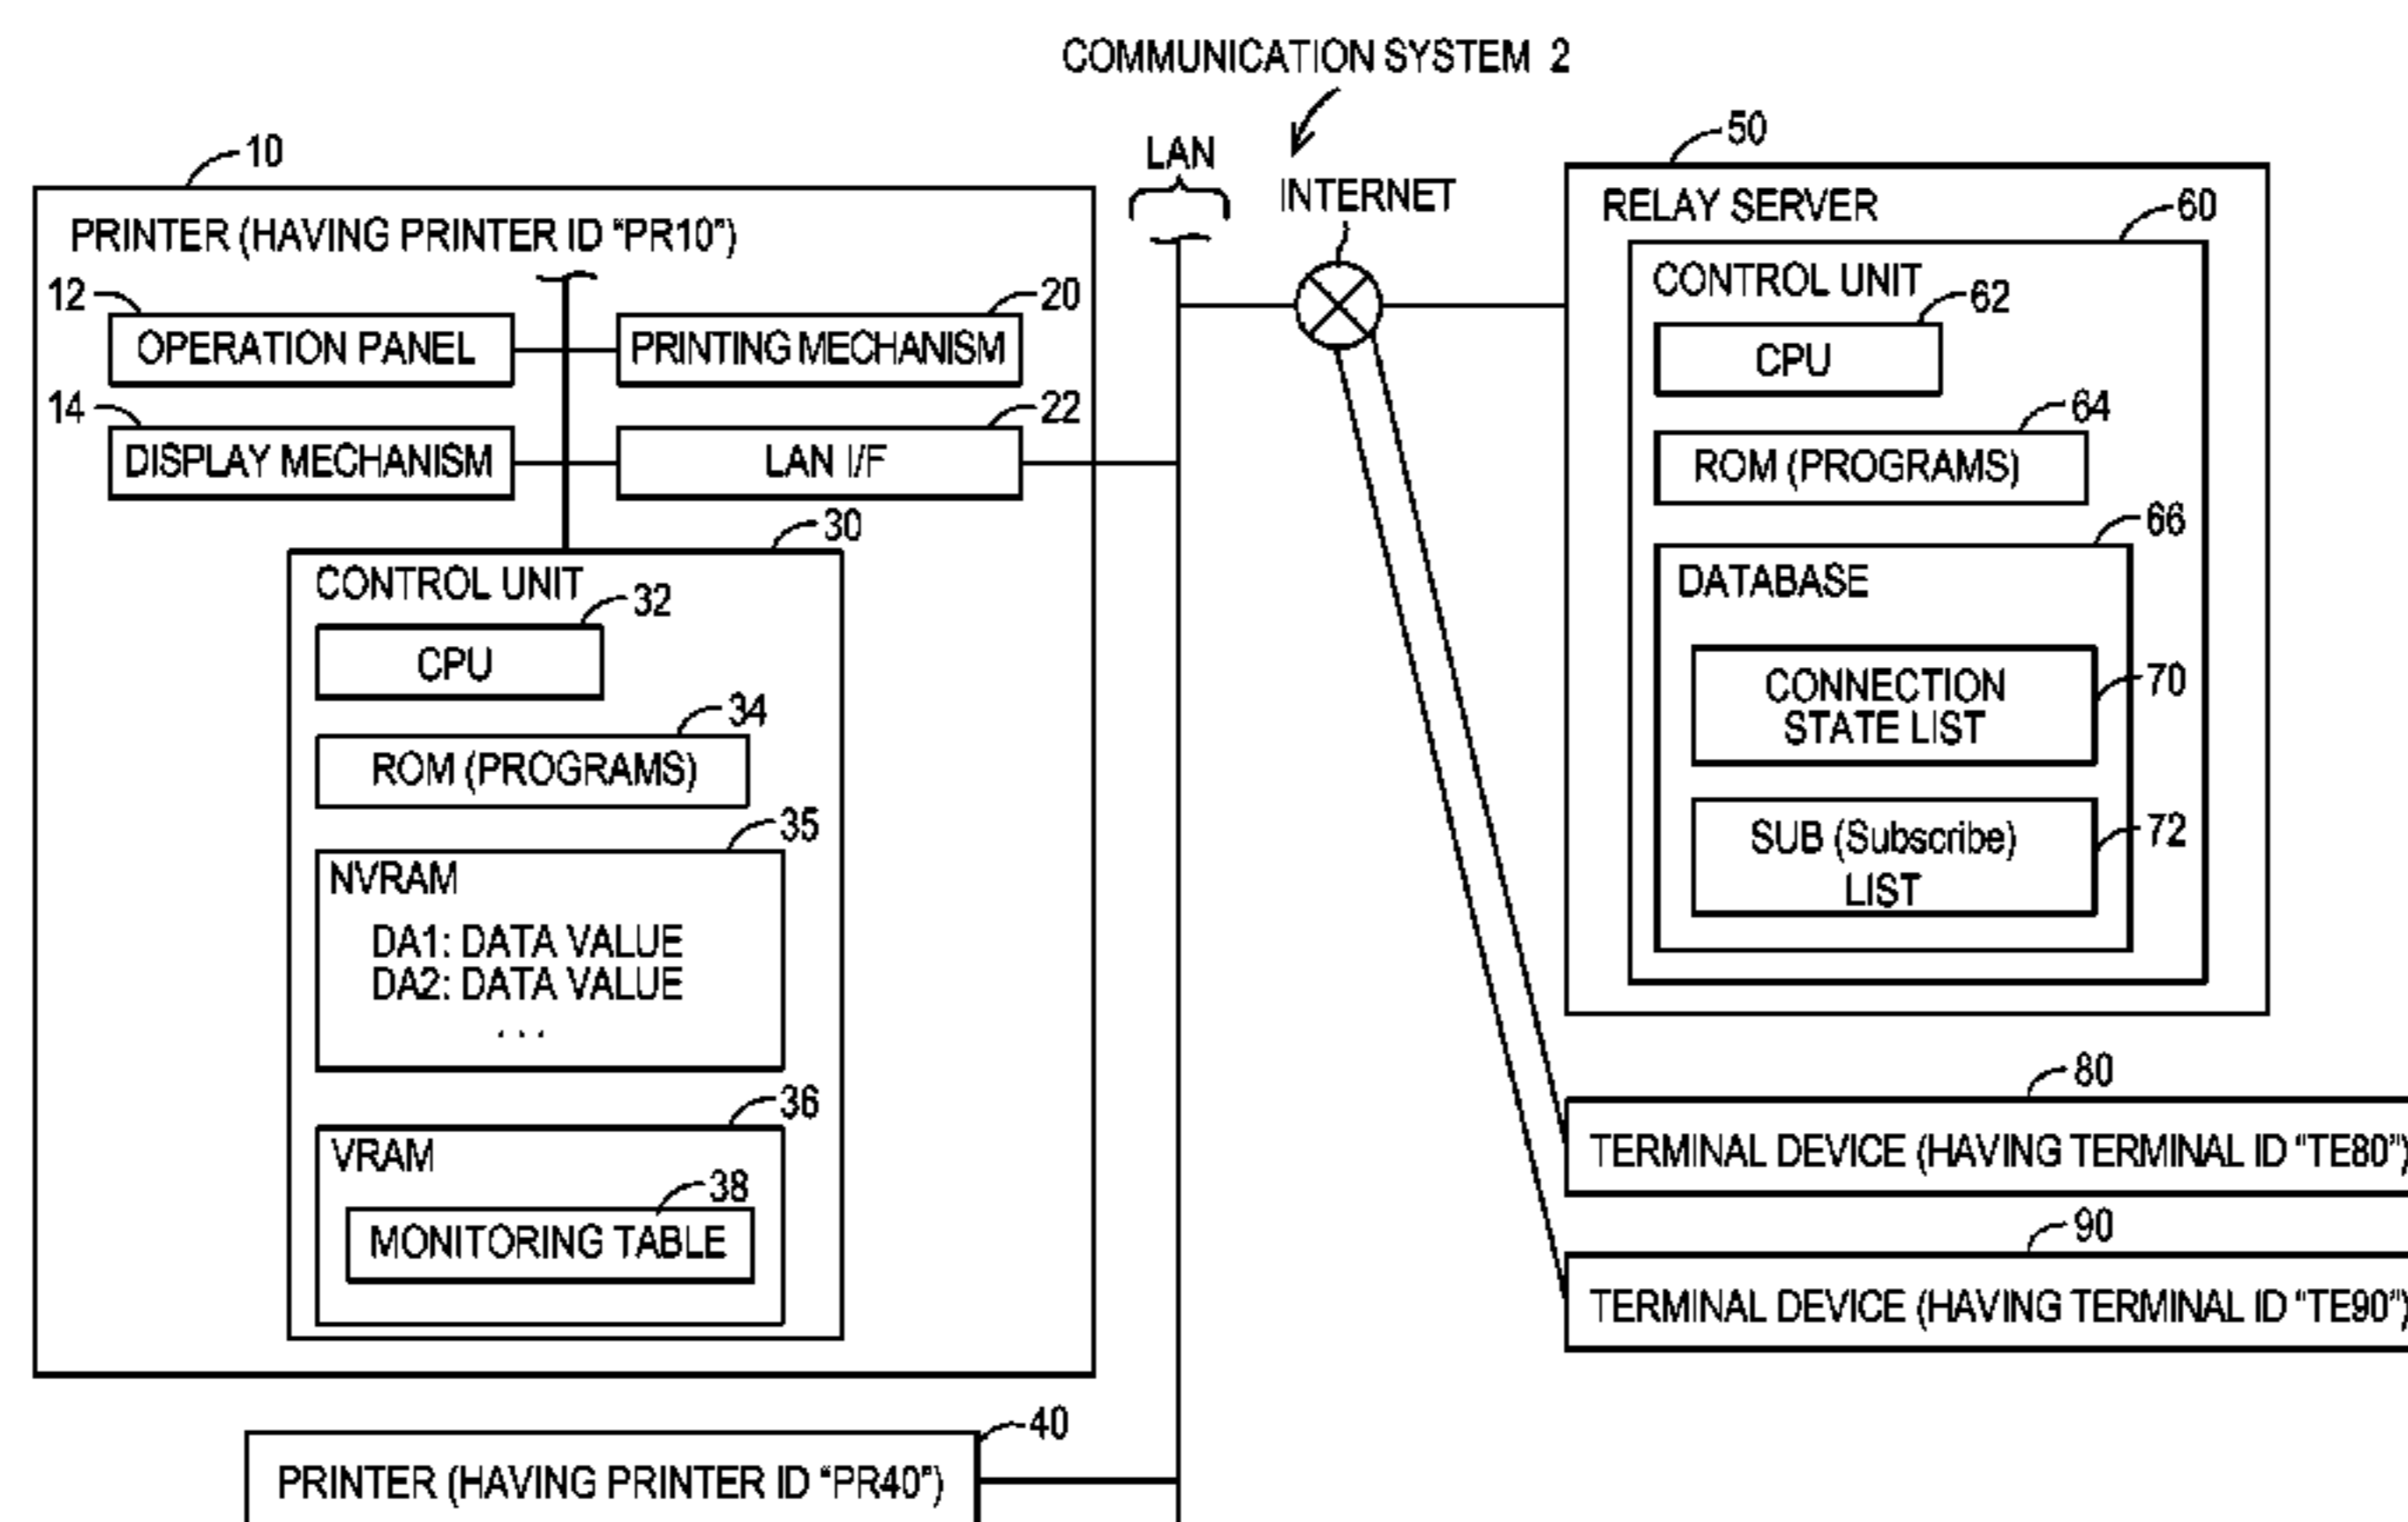 COMMUNICATION SYSTEM 2
10
PRINTER (HAVING PRINTER ID "PR10")
12
OPERATION PANEL
20
PRINTING MECHANISM
14
DISPLAY MECHANISM
22
LAN I/F
30
CONTROL UNIT
32
CPU
34
ROM (PROGRAMS)
35
NVRAM
DA1: DATA VALUE
DA2: DATA VALUE
. . .
36
VRAM
38
MONITORING TABLE
40
PRINTER (HAVING PRINTER ID "PR40")
LAN
INTERNET
50
RELAY SERVER
60
CONTROL UNIT
62
CPU
64
ROM (PROGRAMS)
66
DATABASE
CONNECTION
STATE LIST
70
SUB (Subscribe)
LIST
72
80
TERMINAL DEVICE (HAVING TERMINAL ID "TE80")
90
TERMINAL DEVICE (HAVING TERMINAL ID "TE90")